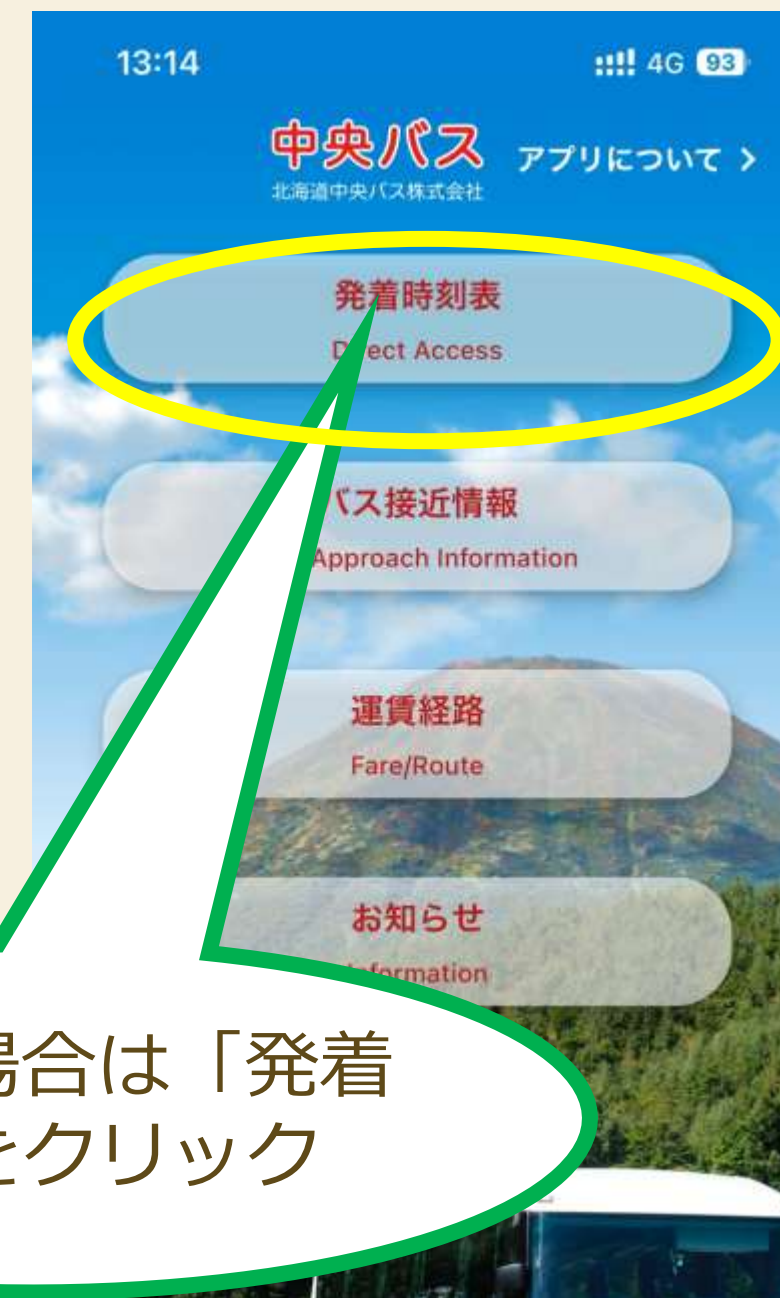 13:14
4G 93
中央バス
北海道中央バス株式会社
アプリについて >
発着時刻表
Direct Access
バス接近情報
Approach Information
運賃経路
Fare/Route
お知らせ
Information
場合は「発着
をクリック